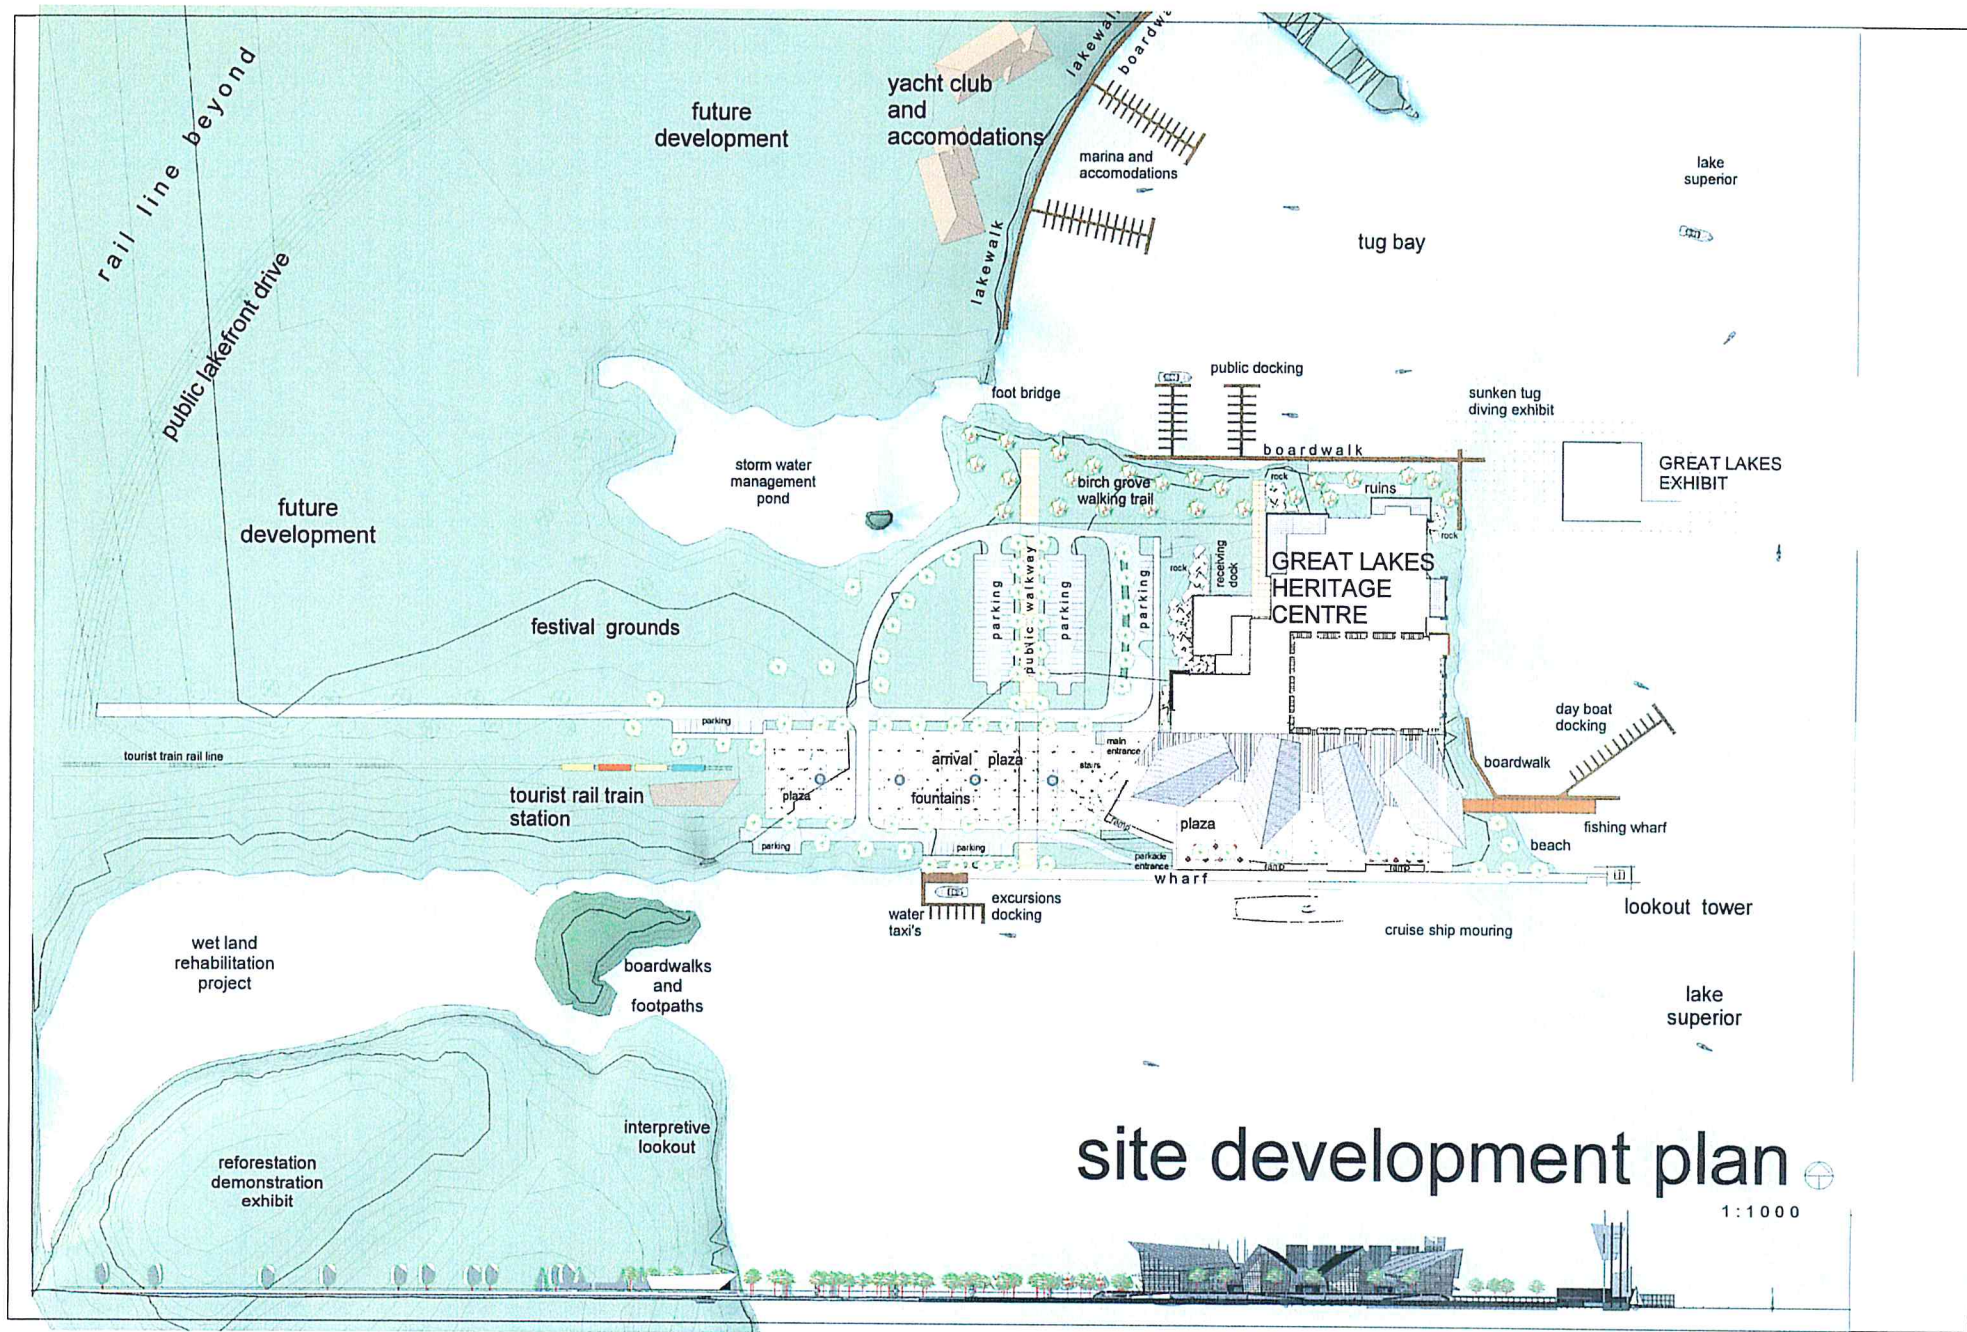 rail line beyond
public lakefront drive
future
development
yacht club
and
accomodations
lakewalk
boardwa
marina and
accomodations
lake
superior
tug bay
lakewalk
foot bridge
public docking
sunken tug
diving exhibit
boardwalk
GREAT LAKES
EXHIBIT
storm water
management
pond
birch grove
walking trail
rock
ruins
rock
future
development
parking
public walkway
parking
parking
rock
receiving
dock
GREAT LAKES
HERITAGE
CENTRE
festival grounds
parking
tourist train rail line
tourist rail train
station
plaza
arrival plaza
fountains
main
entrance
stairs
ramp
plaza
day boat
docking
boardwalk
fishing wharf
beach
parking
parking
parkade
entrance
ramp
ramp
wharf
lookout tower
water
taxi's
excursions
docking
cruise ship mouring
wet land
rehabilitation
project
boardwalks
and
footpaths
lake
superior
interpretive
lookout
reforestation
demonstration
exhibit
site development plan
1:1000